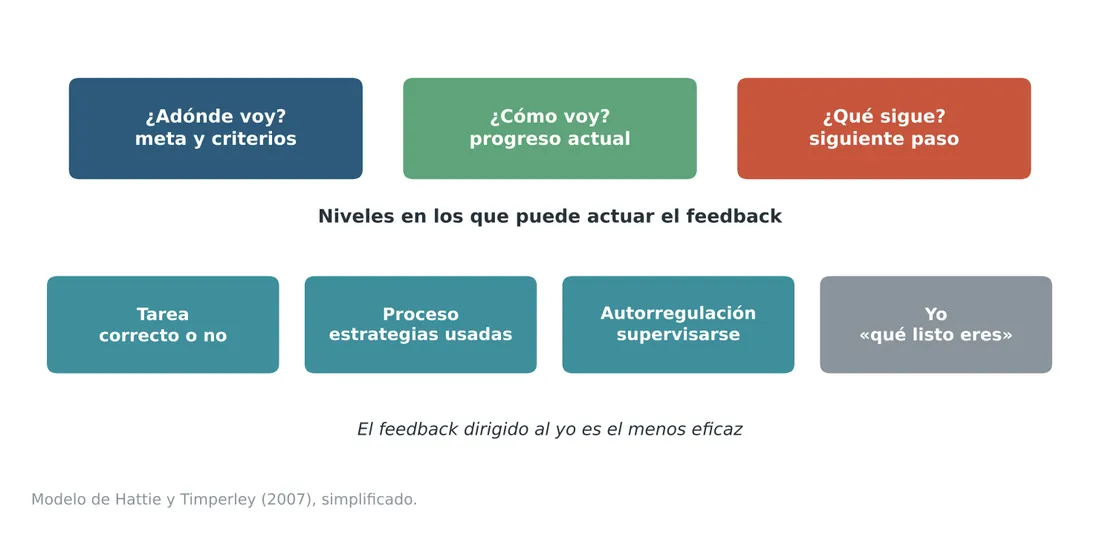 ¿Adónde voy?
meta y criterios
¿Cómo voy?
progreso actual
¿Qué sigue?
siguiente paso
Niveles en los que puede actuar el feedback
Tarea
correcto o no
Proceso
estrategias usadas
Autorregulación
supervisarse
Yo
«qué listo eres»
El feedback dirigido al yo es el menos eficaz
Modelo de Hattie y Timperley (2007), simplificado.